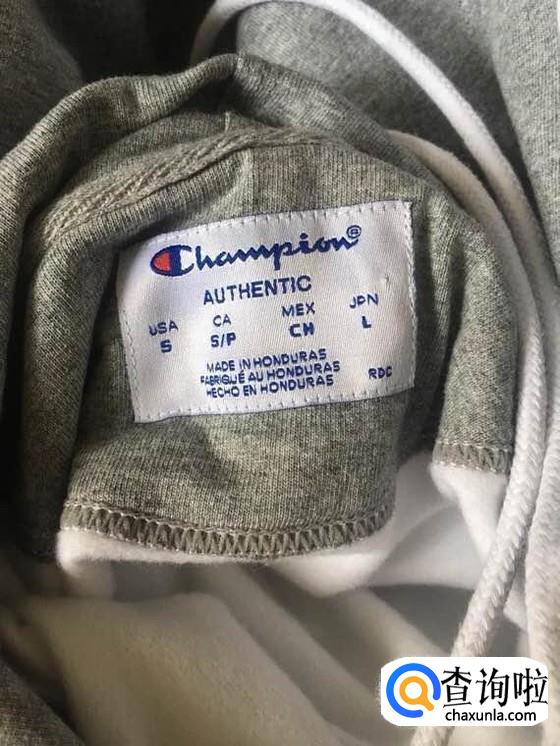 Champion®
AUTHENTIC
USA CA MEX JPN
S S/P CH L
MADE IN HONDURAS
FABRIQUÉ AU HONDURAS
HECHO EN HONDURAS
RDC
查询啦
chaxunla.com